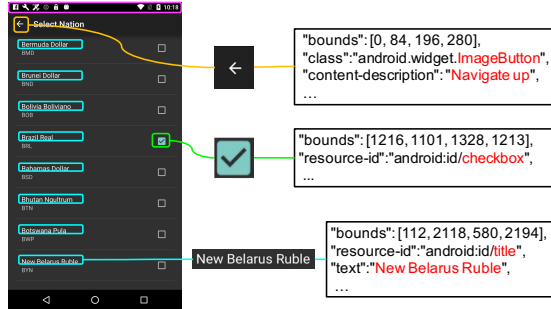 10:18
Select Nation
Bermuda Dollar
BMD
Brunei Dollar
BND
Bolivia Boliviano
BOB
Brazil Real
BRL
Bahamas Dollar
BSD
Bhutan Ngultrum
BTN
Botswana Pula
BWP
New Belarus Ruble
BYN
"bounds": [0, 84, 196, 280],
"class":"android.widget.ImageButton",
"content-description": "Navigate up",
...
"bounds": [1216, 1101, 1328, 1213],
"resource-id":"android:id/checkbox",
...
New Belarus Ruble
"bounds": [112, 2118, 580, 2194],
"resource-id":"android:id/title",
"text":"New Belarus Ruble",
...